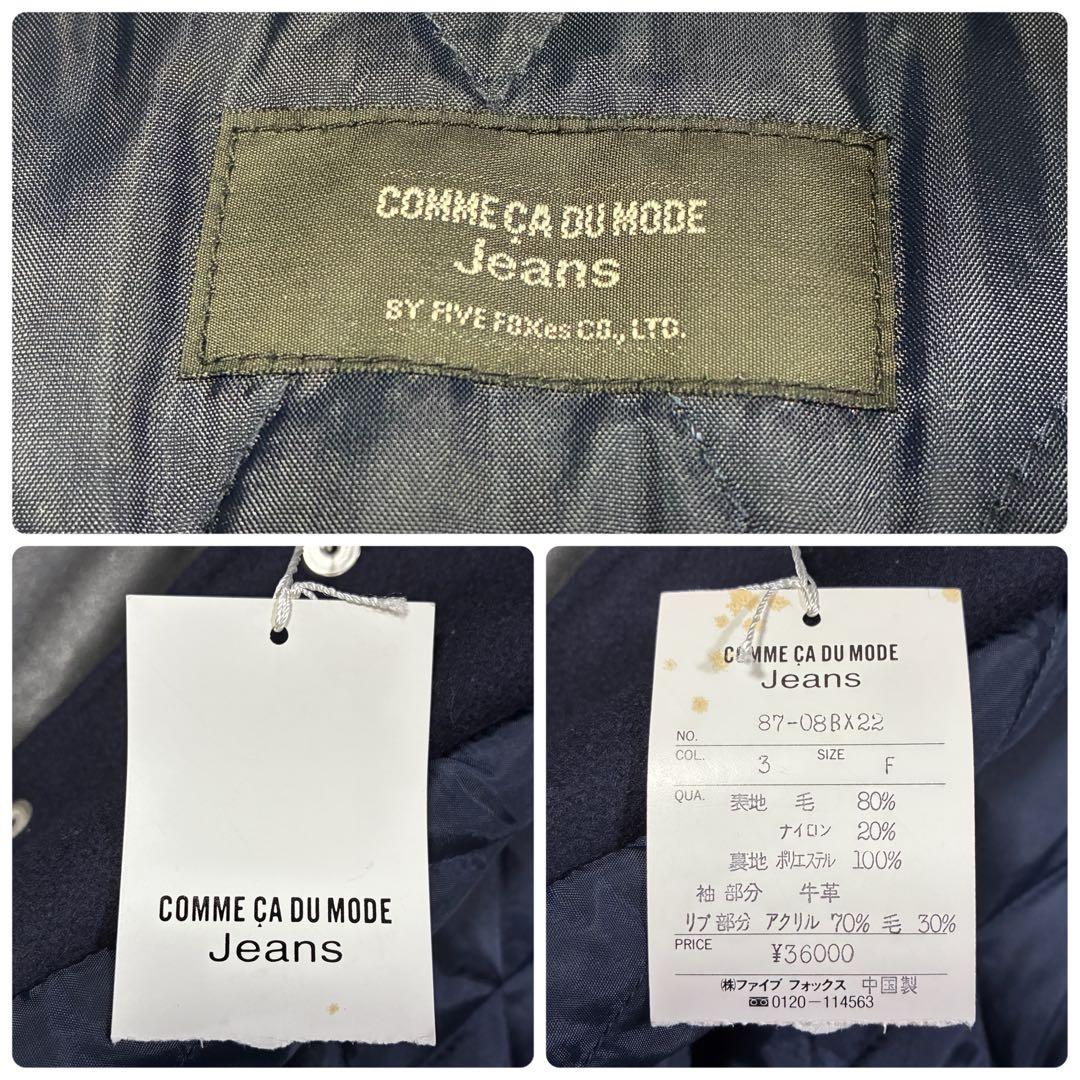 COMME ÇA DU MODE
Jeans
BY FIVE FOXes CO., LTD.
COMME ÇA DU MODE
Jeans
COMME ÇA DU MODE
Jeans
NO. 87-08BX22
COL. 3 SIZE F
QUA. 表地 毛 80%
ナイロン 20%
裏地 ポリエステル 100%
袖部分 牛革
リブ部分 アクリル 70% 毛 30%
PRICE ¥36000
㈱ファイブ フォックス 中国製
0120-114563